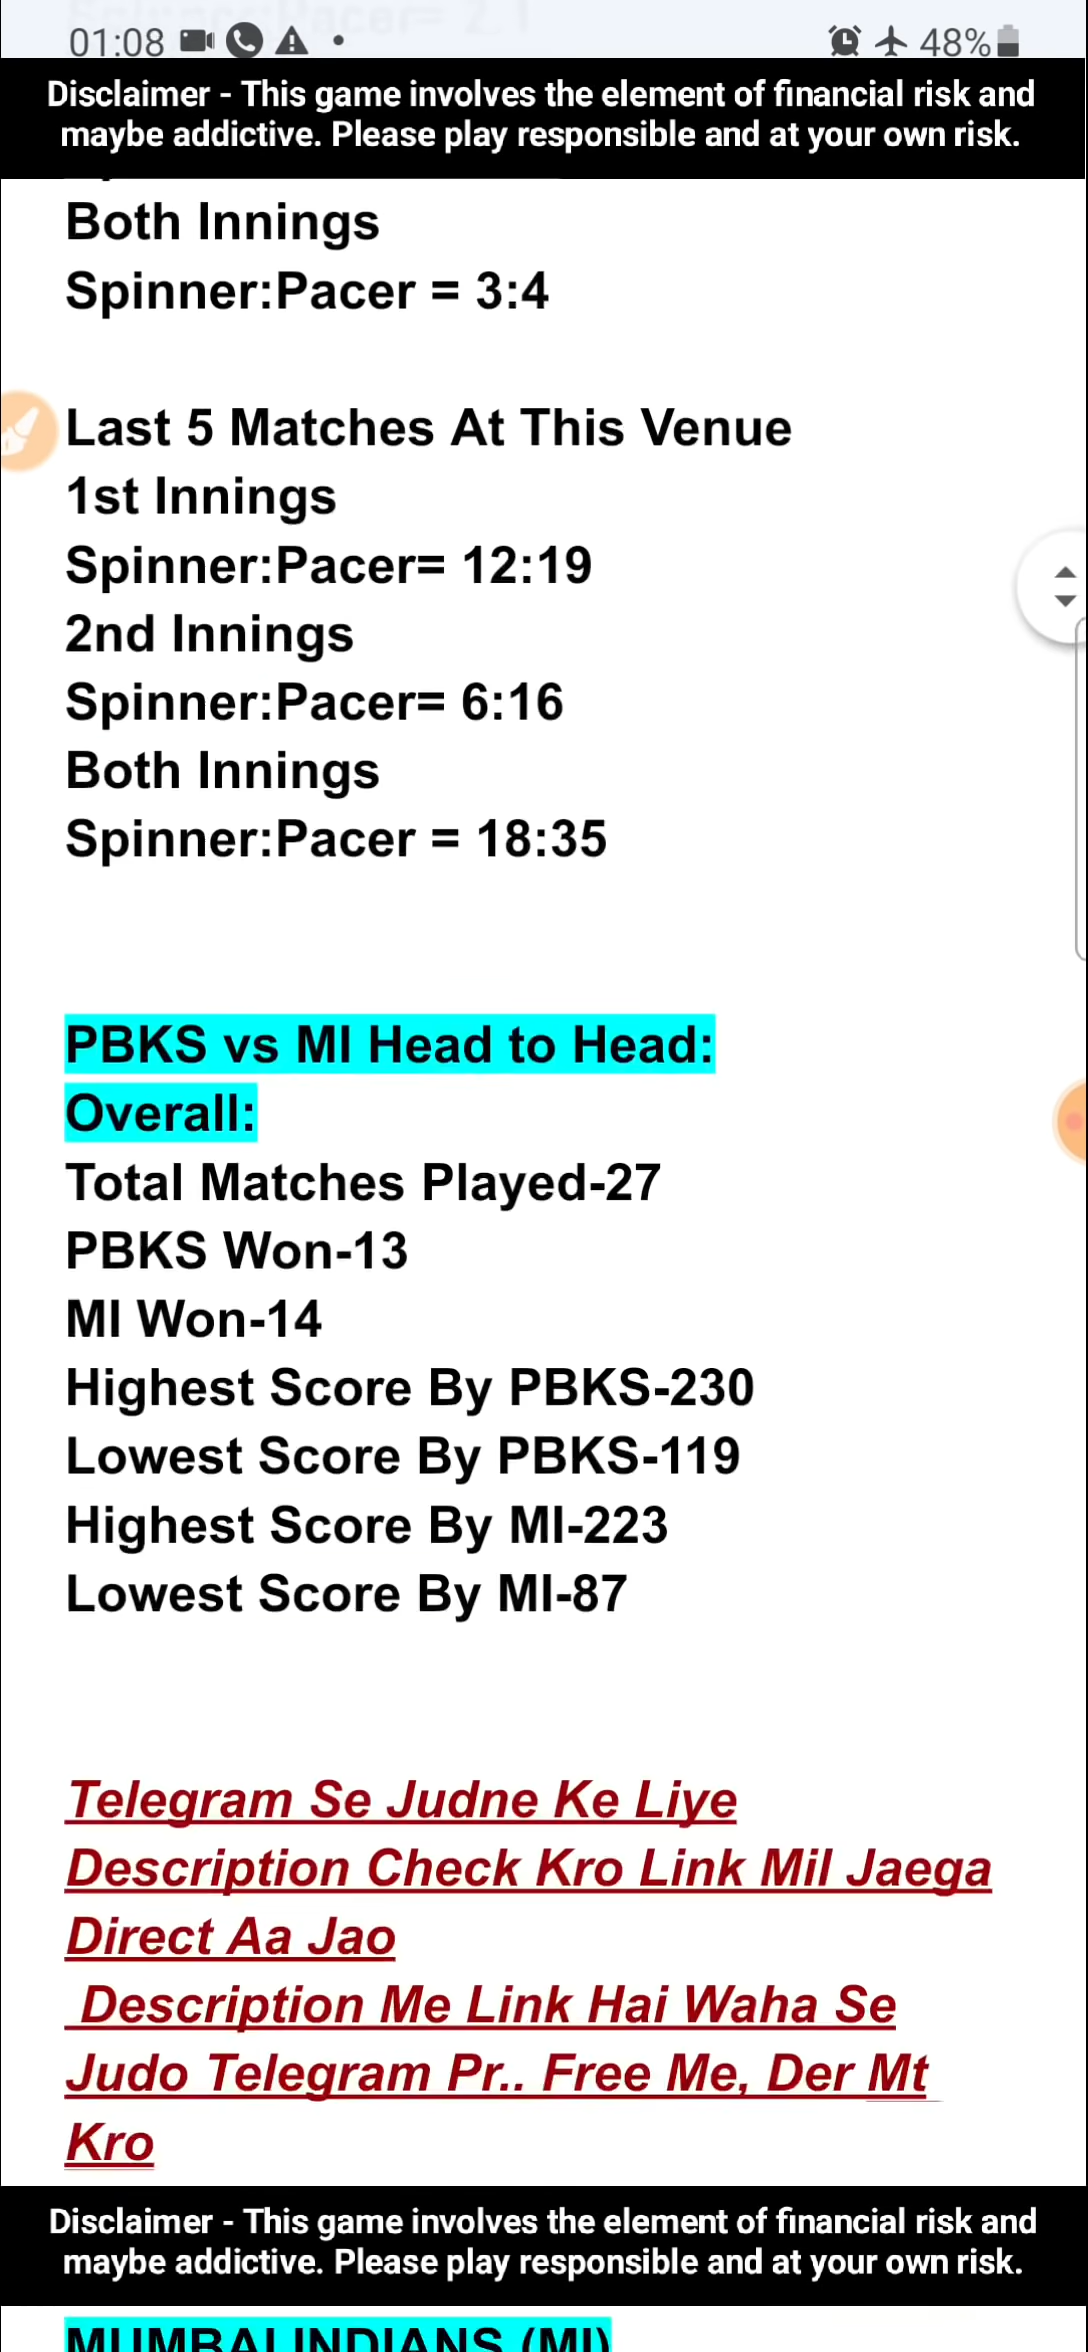 01:08
48%
Disclaimer - This game involves the element of financial risk and
maybe addictive. Please play responsible and at your own risk.
Both Innings
Spinner:Pacer = 3:4
Last 5 Matches At This Venue
1st Innings
Spinner:Pacer= 12:19
2nd Innings
Spinner:Pacer= 6:16
Both Innings
Spinner:Pacer = 18:35
PBKS vs MI Head to Head:
Overall:
Total Matches Played-27
PBKS Won-13
MI Won-14
Highest Score By PBKS-230
Lowest Score By PBKS-119
Highest Score By MI-223
Lowest Score By MI-87
Telegram Se Judne Ke Liye
Description Check Kro Link Mil Jaega
Direct Aa Jao
Description Me Link Hai Waha Se
Judo Telegram Pr.. Free Me, Der Mt
Kro
Disclaimer - This game involves the element of financial risk and
maybe addictive. Please play responsible and at your own risk.
MUMBAI INDIANS (MI)